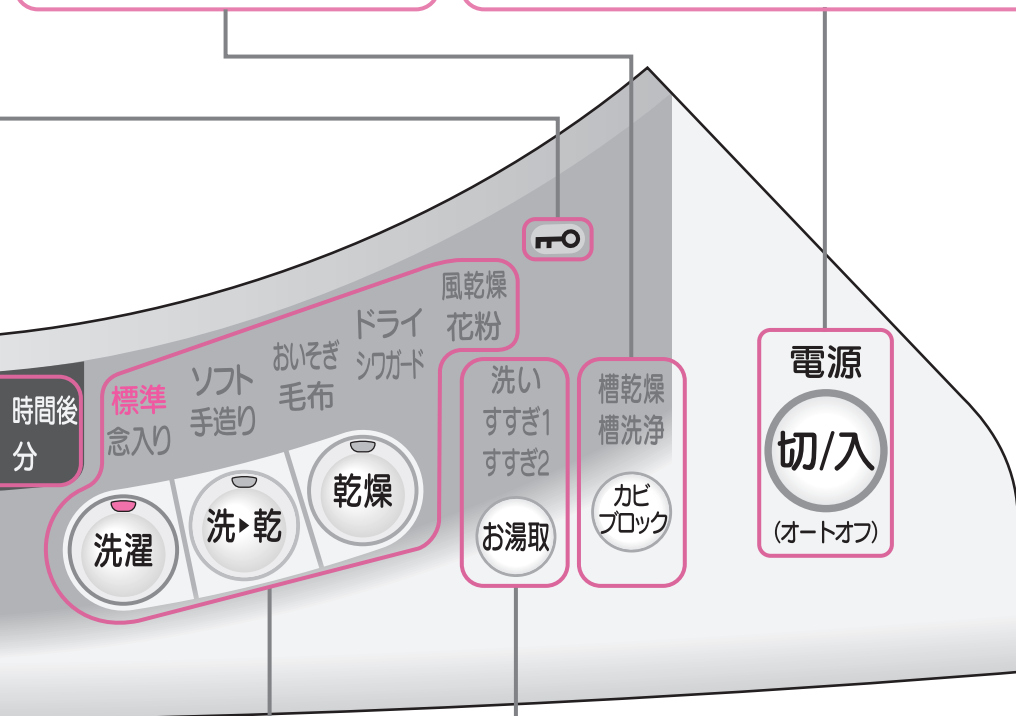 時間後
分
標準
念入り
ソフト
手造り
おいそぎ
毛布
ドライ
シワガード
風乾燥
花粉
洗濯
洗▶乾
乾燥
洗い
すすぎ1
すすぎ2
お湯取
槽乾燥
槽洗浄
カビ
ブロック
電源
切/入
(オートオフ)